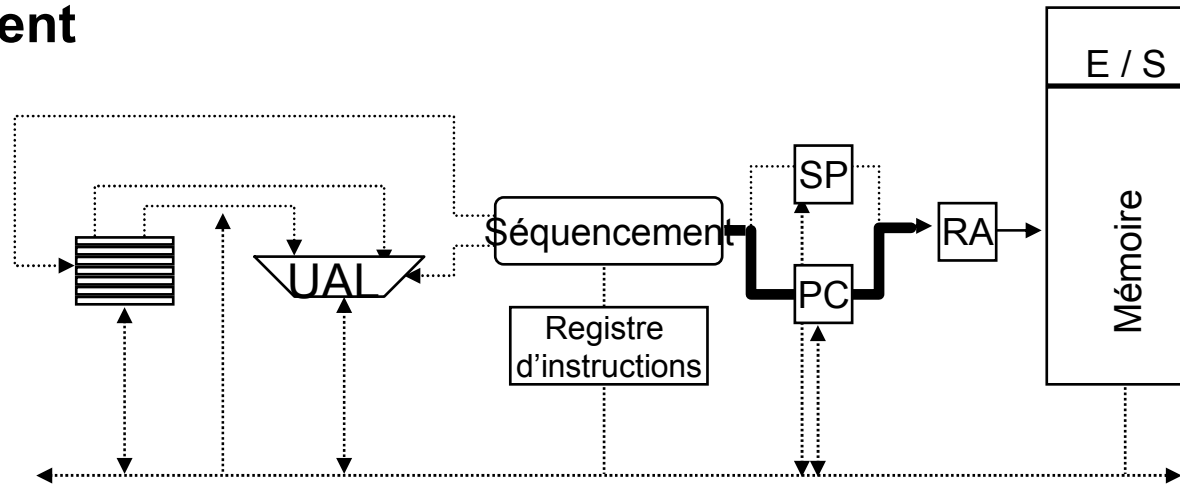 ent
E / S
SP
Séquencement
RA
UAL
PC
Mémoire
Registre
d'instructions